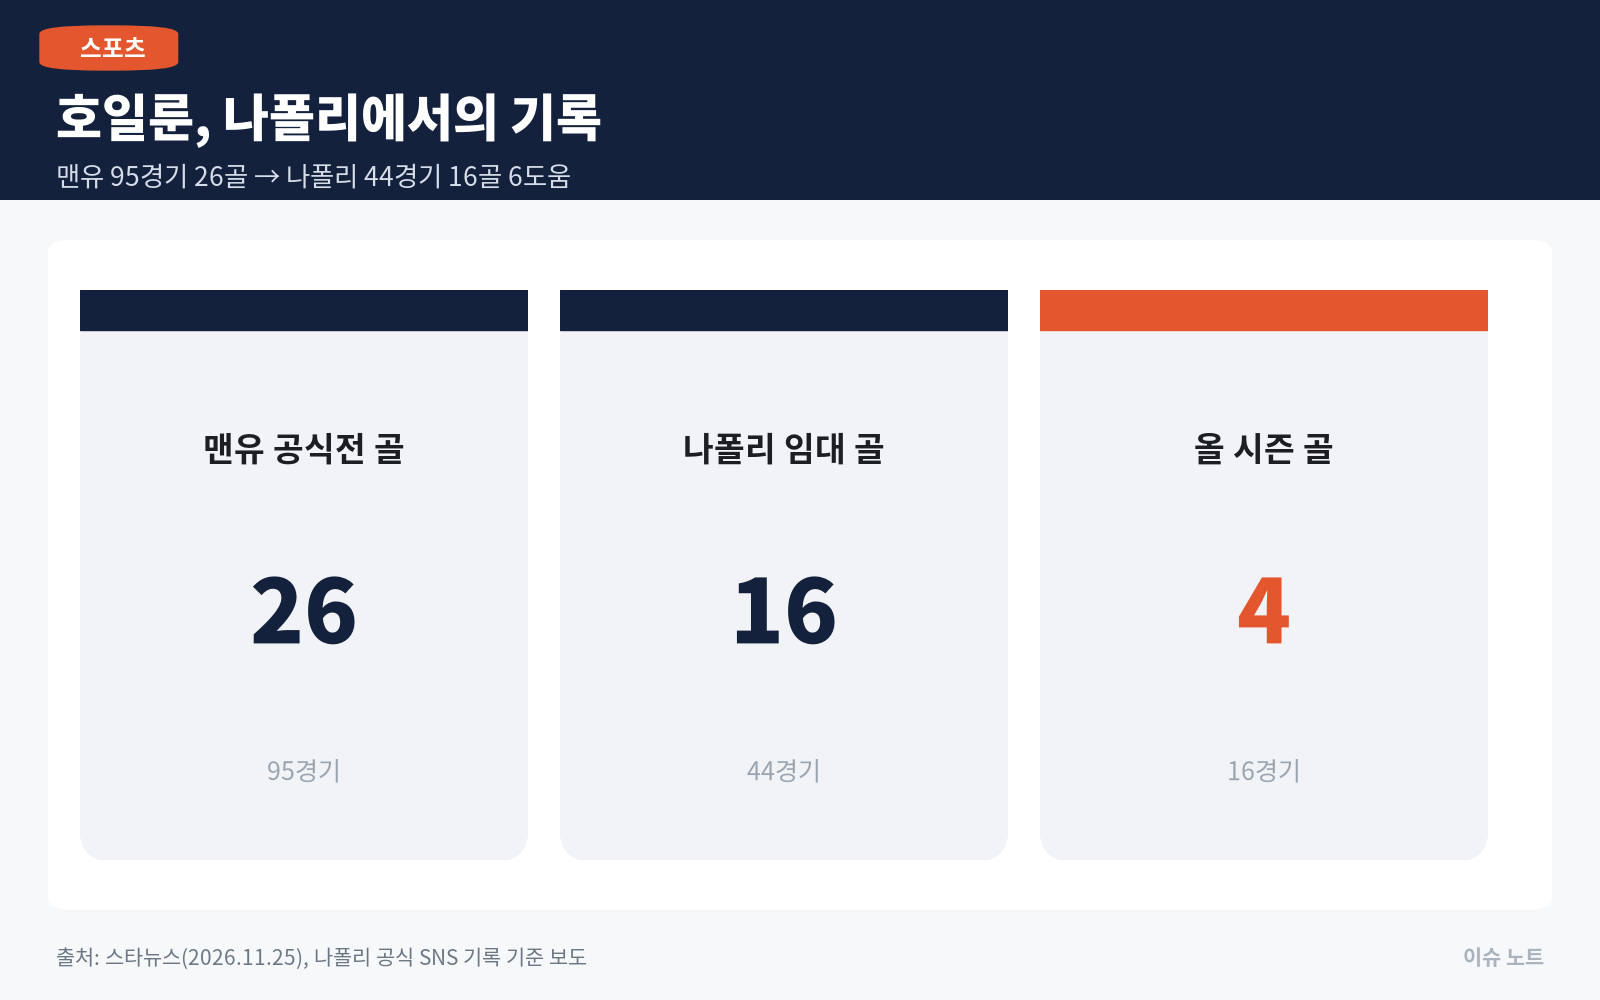 스포츠
호일룬, 나폴리에서의 기록
맨유 95경기 26골 → 나폴리 44경기 16골 6도움
맨유 공식전 골
26
95경기
나폴리 임대 골
16
44경기
올 시즌 골
4
16경기
출처: 스타뉴스(2026.11.25), 나폴리 공식 SNS 기록 기준 보도
이슈 노트